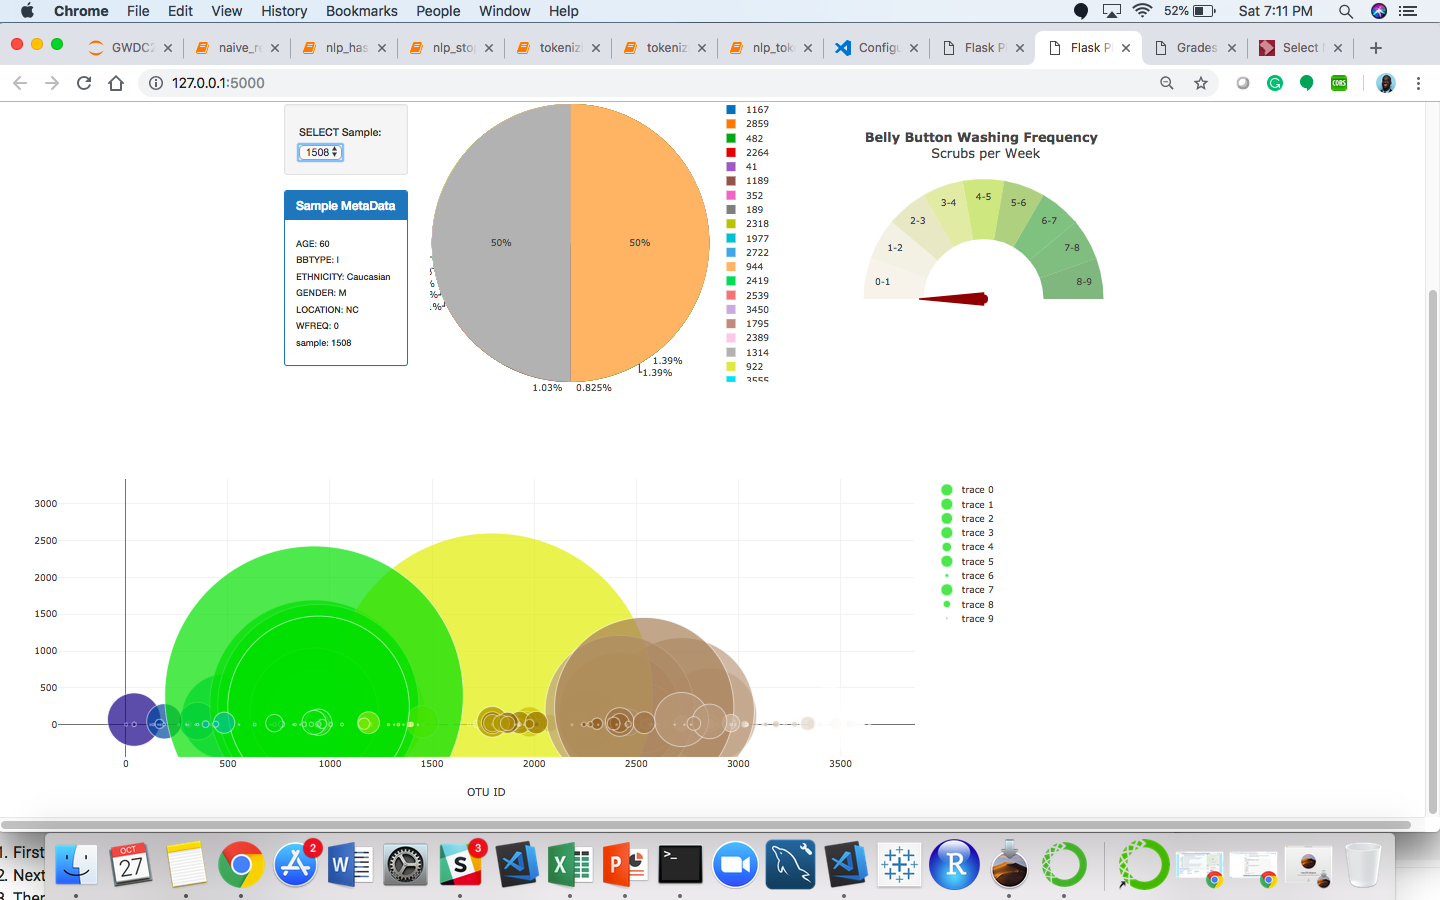 Chrome File Edit View History Bookmarks People Window Help
52% Sat 7:11 PM
GWDC2 naive_re nlp_has nlp_sto tokeniz tokeniz nlp_tok Configu Flask P Flask P Grades Select
127.0.0.1:5000
CORS
SELECT Sample:
1508
Sample MetaData
AGE: 60
BBTYPE: I
ETHNICITY: Caucasian
GENDER: M
LOCATION: NC
WFREQ: 0
sample: 1508
50% 50%
1.39%
1.39%
1.03% 0.825%
1167
2859
482
2264
41
1189
352
189
2318
1977
2722
944
2419
2539
3450
1795
2389
1314
922
3555
Belly Button Washing Frequency
Scrubs per Week
0-1
1-2
2-3
3-4
4-5
5-6
6-7
7-8
8-9
3000
2500
2000
1500
1000
500
0
0 500 1000 1500 2000 2500 3000 3500
OTU ID
trace 0
trace 1
trace 2
trace 3
trace 4
trace 5
trace 6
trace 7
trace 8
trace 9
1. First
2. Next
3. Ther
OCT
27
2
W
S
3
X
P
>_
R